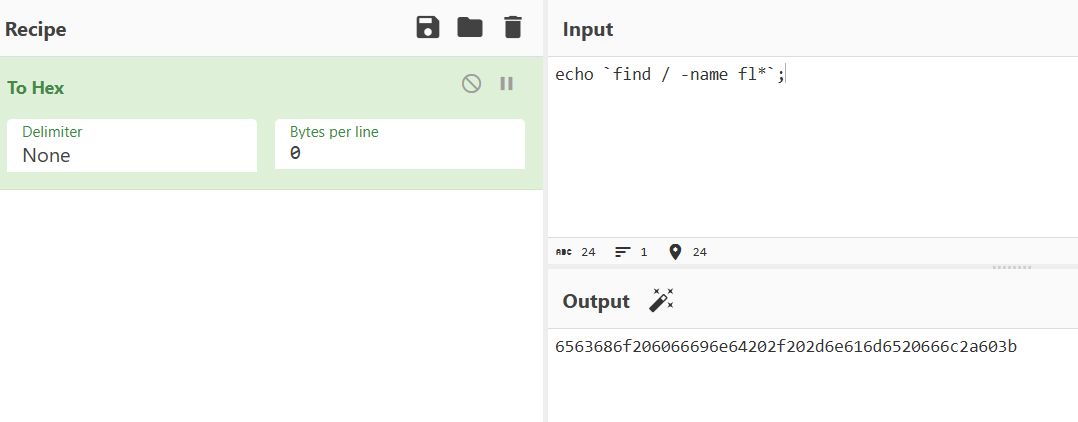 Recipe
To Hex
Delimiter
None
Bytes per line
0
Input
echo `find / -name fl*`;
ABC 24 1 24
Output
6563686f206066696e64202f202d6e616d6520666c2a603b